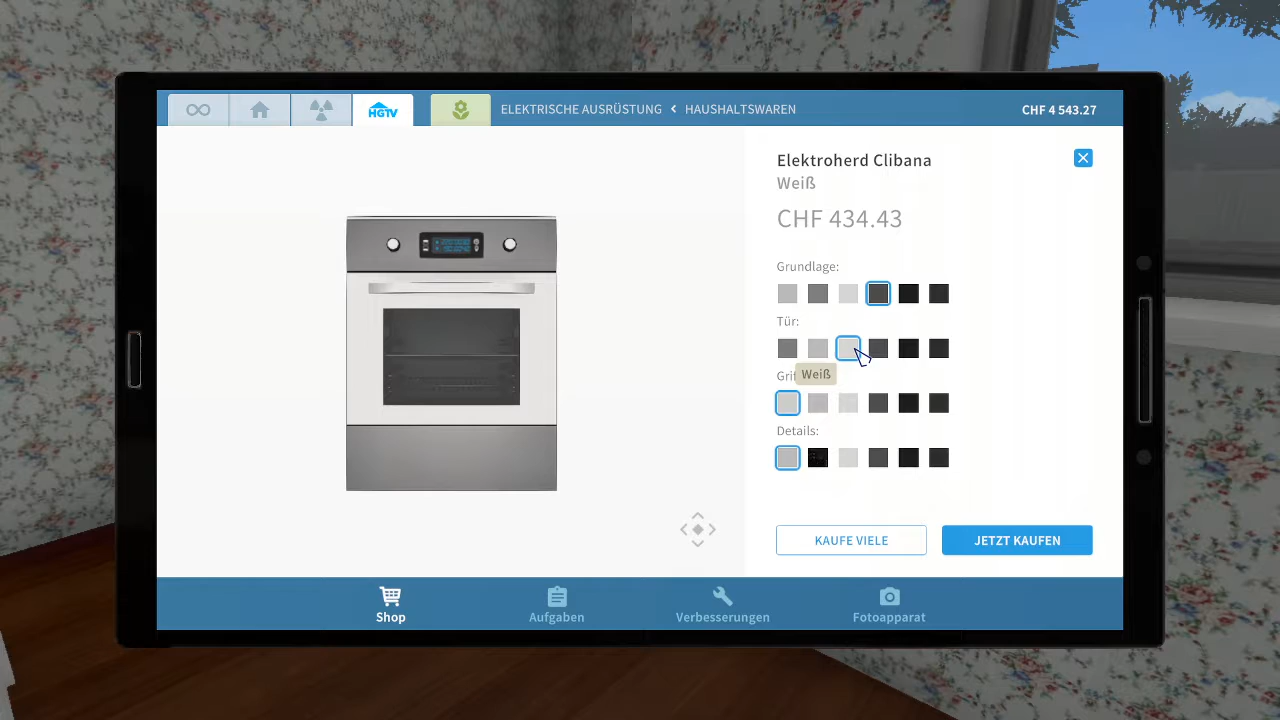 HGTV
ELEKTRISCHE AUSRÜSTUNG < HAUSHALTSWAREN
CHF 4 543.27
Elektroherd Clibana
Weiß
CHF 434.43
Grundlage:
Tür:
Weiß
Details:
KAUFE VIELE
JETZT KAUFEN
Shop
Aufgaben
Verbesserungen
Fotoapparat